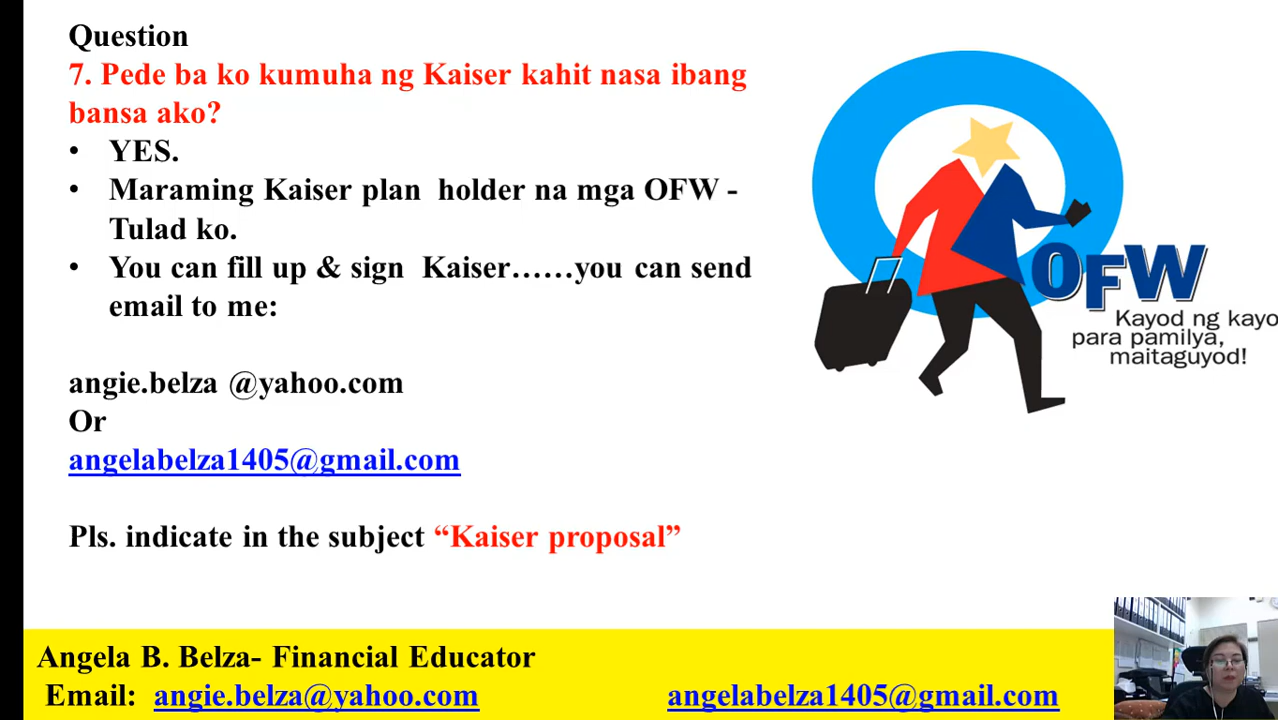 Question
7. Pede ba ko kumuha ng Kaiser kahit nasa ibang
bansa ako?
• YES.
• Maraming Kaiser plan holder na mga OFW -
Tulad ko.
• You can fill up & sign Kaiser……you can send
email to me:
angie.belza @yahoo.com
Or
angelabelza1405@gmail.com
Pls. indicate in the subject “Kaiser proposal”
OFW
Kayod ng kayo
para pamilya,
maitaguyod!
Angela B. Belza- Financial Educator
Email: angie.belza@yahoo.com angelabelza1405@gmail.com